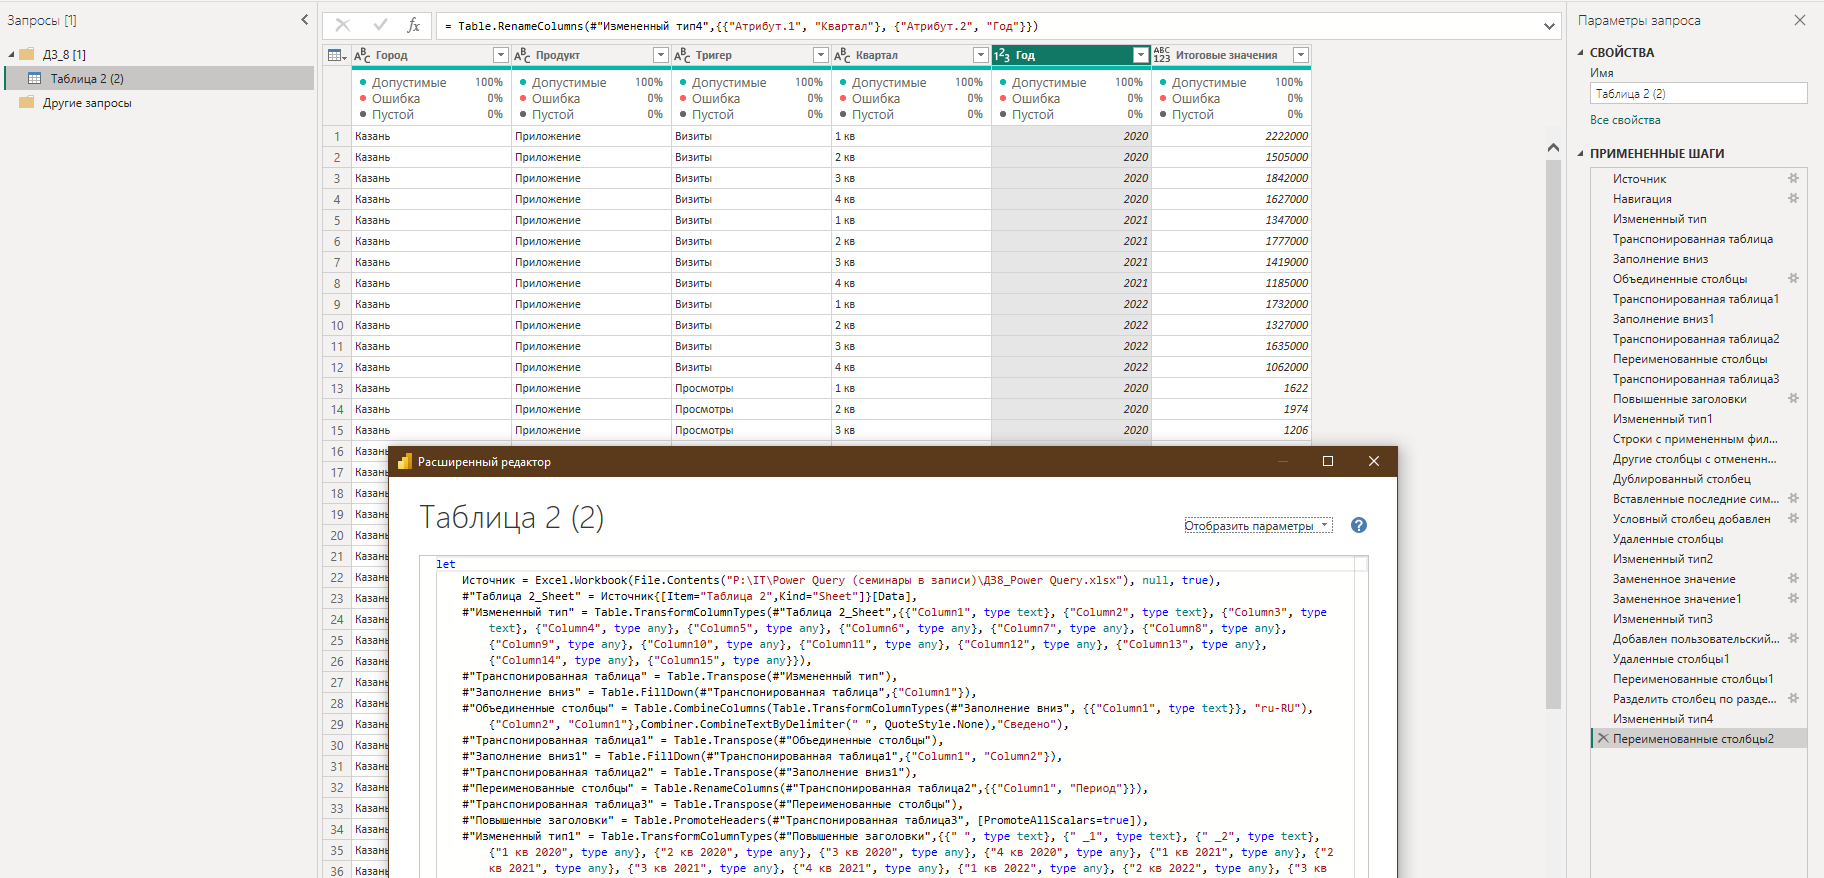 Запросы [1]
ДЗ_8 [1]
Таблица 2 (2)
Другие запросы
fx
= Table.RenameColumns(#"Измененный тип4",{{"Атрибут.1", "Квартал"}, {"Атрибут.2", "Год"}})
ABC Город ABC Продукт ABC Тригер ABC Квартал 123 Год ABC 123 Итоговые значения
Допустимые 100% Допустимые 100% Допустимые 100% Допустимые 100% Допустимые 100% Допустимые 100%
Ошибка 0% Ошибка 0% Ошибка 0% Ошибка 0% Ошибка 0% Ошибка 0%
Пустой 0% Пустой 0% Пустой 0% Пустой 0% Пустой 0% Пустой 0%
1 Казань Приложение Визиты 1 кв 2020 2222000
2 Казань Приложение Визиты 2 кв 2020 1505000
3 Казань Приложение Визиты 3 кв 2020 1842000
4 Казань Приложение Визиты 4 кв 2020 1627000
5 Казань Приложение Визиты 1 кв 2021 1347000
6 Казань Приложение Визиты 2 кв 2021 1777000
7 Казань Приложение Визиты 3 кв 2021 1419000
8 Казань Приложение Визиты 4 кв 2021 1185000
9 Казань Приложение Визиты 1 кв 2022 1732000
10 Казань Приложение Визиты 2 кв 2022 1327000
11 Казань Приложение Визиты 3 кв 2022 1635000
12 Казань Приложение Визиты 4 кв 2022 1062000
13 Казань Приложение Просмотры 1 кв 2020 1622
14 Казань Приложение Просмотры 2 кв 2020 1974
15 Казань Приложение Просмотры 3 кв 2020 1206
16 Казань
17 Казань
18 Казань
19 Казань
20 Казань
21 Казань
22 Казань
23 Казань
24 Казань
25 Казань
26 Казань
27 Казань
28 Казань
29 Казань
30 Казань
31 Казань
32 Казань
33 Казань
34 Казань
35 Казань
36 Казань
Расширенный редактор
Таблица 2 (2)
Отобразить параметры
?
let
Источник = Excel.Workbook(File.Contents("P:\IT\Power Query (семинары в записи)\ДЗ8_Power Query.xlsx"), null, true),
#"Таблица 2_Sheet" = Источник{[Item="Таблица 2",Kind="Sheet"]}[Data],
#"Измененный тип" = Table.TransformColumnTypes(#"Таблица 2_Sheet",{{"Column1", type text}, {"Column2", type text}, {"Column3", type
text}, {"Column4", type any}, {"Column5", type any}, {"Column6", type any}, {"Column7", type any}, {"Column8", type any},
{"Column9", type any}, {"Column10", type any}, {"Column11", type any}, {"Column12", type any}, {"Column13", type any},
{"Column14", type any}, {"Column15", type any}}),
#"Транспонированная таблица" = Table.Transpose(#"Измененный тип"),
#"Заполнение вниз" = Table.FillDown(#"Транспонированная таблица",{"Column1"}),
#"Объединенные столбцы" = Table.CombineColumns(Table.TransformColumnTypes(#"Заполнение вниз", {{"Column1", type text}}, "ru-RU"),
{"Column2", "Column1"},Combiner.CombineTextByDelimiter(" ", QuoteStyle.None),"Сведено"),
#"Транспонированная таблица1" = Table.Transpose(#"Объединенные столбцы"),
#"Заполнение вниз1" = Table.FillDown(#"Транспонированная таблица1",{"Column1", "Column2"}),
#"Транспонированная таблица2" = Table.Transpose(#"Заполнение вниз1"),
#"Переименованные столбцы" = Table.RenameColumns(#"Транспонированная таблица2",{{"Column1", "Период"}}),
#"Транспонированная таблица3" = Table.Transpose(#"Переименованные столбцы"),
#"Повышенные заголовки" = Table.PromoteHeaders(#"Транспонированная таблица3", [PromoteAllScalars=true]),
#"Измененный тип1" = Table.TransformColumnTypes(#"Повышенные заголовки",{{" ", type text}, {" _1", type text}, {" _2", type text},
{"1 кв 2020", type any}, {"2 кв 2020", type any}, {"3 кв 2020", type any}, {"4 кв 2020", type any}, {"1 кв 2021", type any}, {"2
кв 2021", type any}, {"3 кв 2021", type any}, {"4 кв 2021", type any}, {"1 кв 2022", type any}, {"2 кв 2022", type any}, {"3 кв
Параметры запроса
СВОЙСТВА
Имя
Таблица 2 (2)
Все свойства
ПРИМЕНЕННЫЕ ШАГИ
Источник
Навигация
Измененный тип
Транспонированная таблица
Заполнение вниз
Объединенные столбцы
Транспонированная таблица1
Заполнение вниз1
Транспонированная таблица2
Переименованные столбцы
Транспонированная таблица3
Повышенные заголовки
Измененный тип1
Строки с примененным фил...
Другие столбцы с отмененн...
Дублированный столбец
Вставленные последние сим...
Условный столбец добавлен
Удаленные столбцы
Измененный тип2
Замененное значение
Замененное значение1
Измененный тип3
Добавлен пользовательский...
Удаленные столбцы1
Переименованные столбцы1
Разделить столбец по разде...
Измененный тип4
Переименованные столбцы2